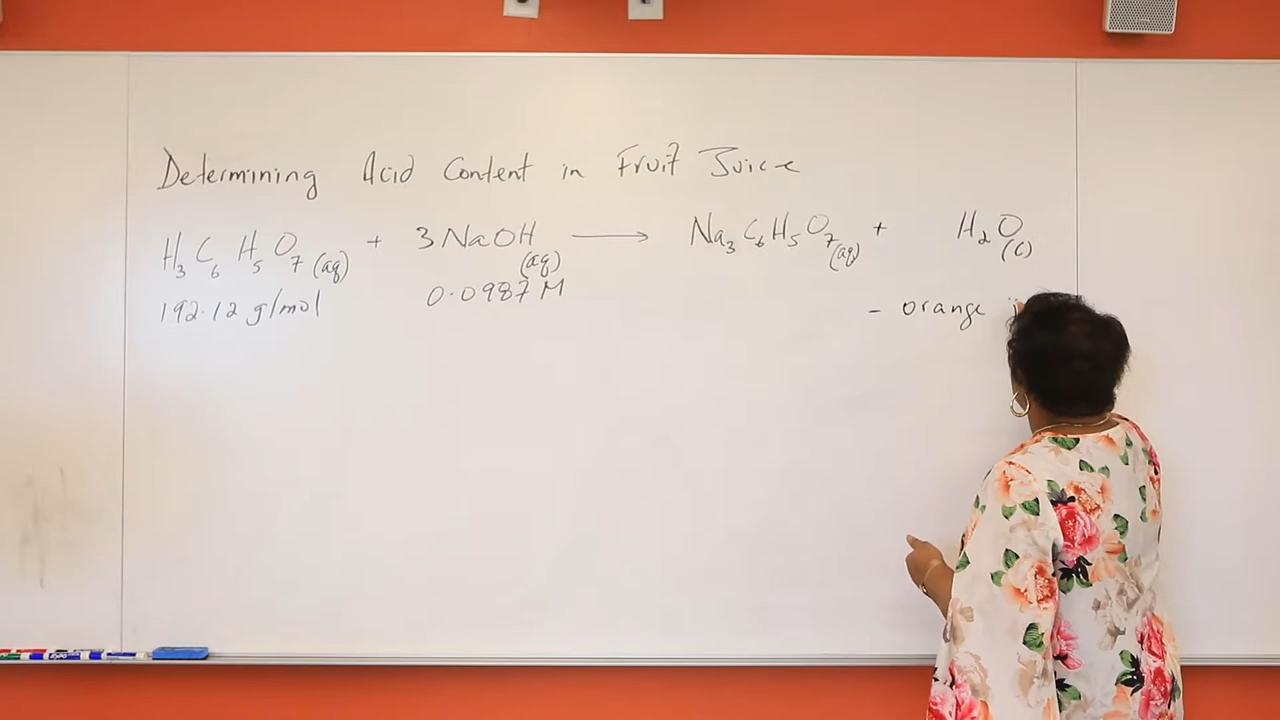 Determining Acid Content in Fruit Juice
H₃C₆H₅O₇(aq) + 3NaOH(aq) ⟶ Na₃C₆H₅O₇(aq) + H₂O(l)
192.12 g/mol 0.0987 M
- orange